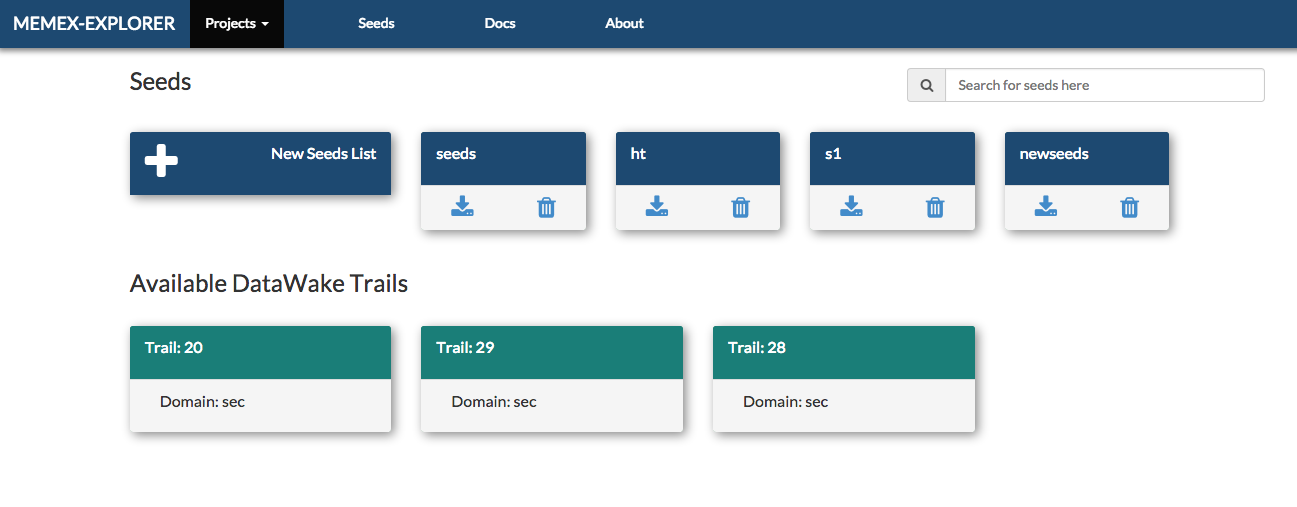 MEMEX-EXPLORER Projects Seeds Docs About
Seeds
Search for seeds here
New Seeds List
seeds
ht
s1
newseeds
Available DataWake Trails
Trail: 20
Domain: sec
Trail: 29
Domain: sec
Trail: 28
Domain: sec